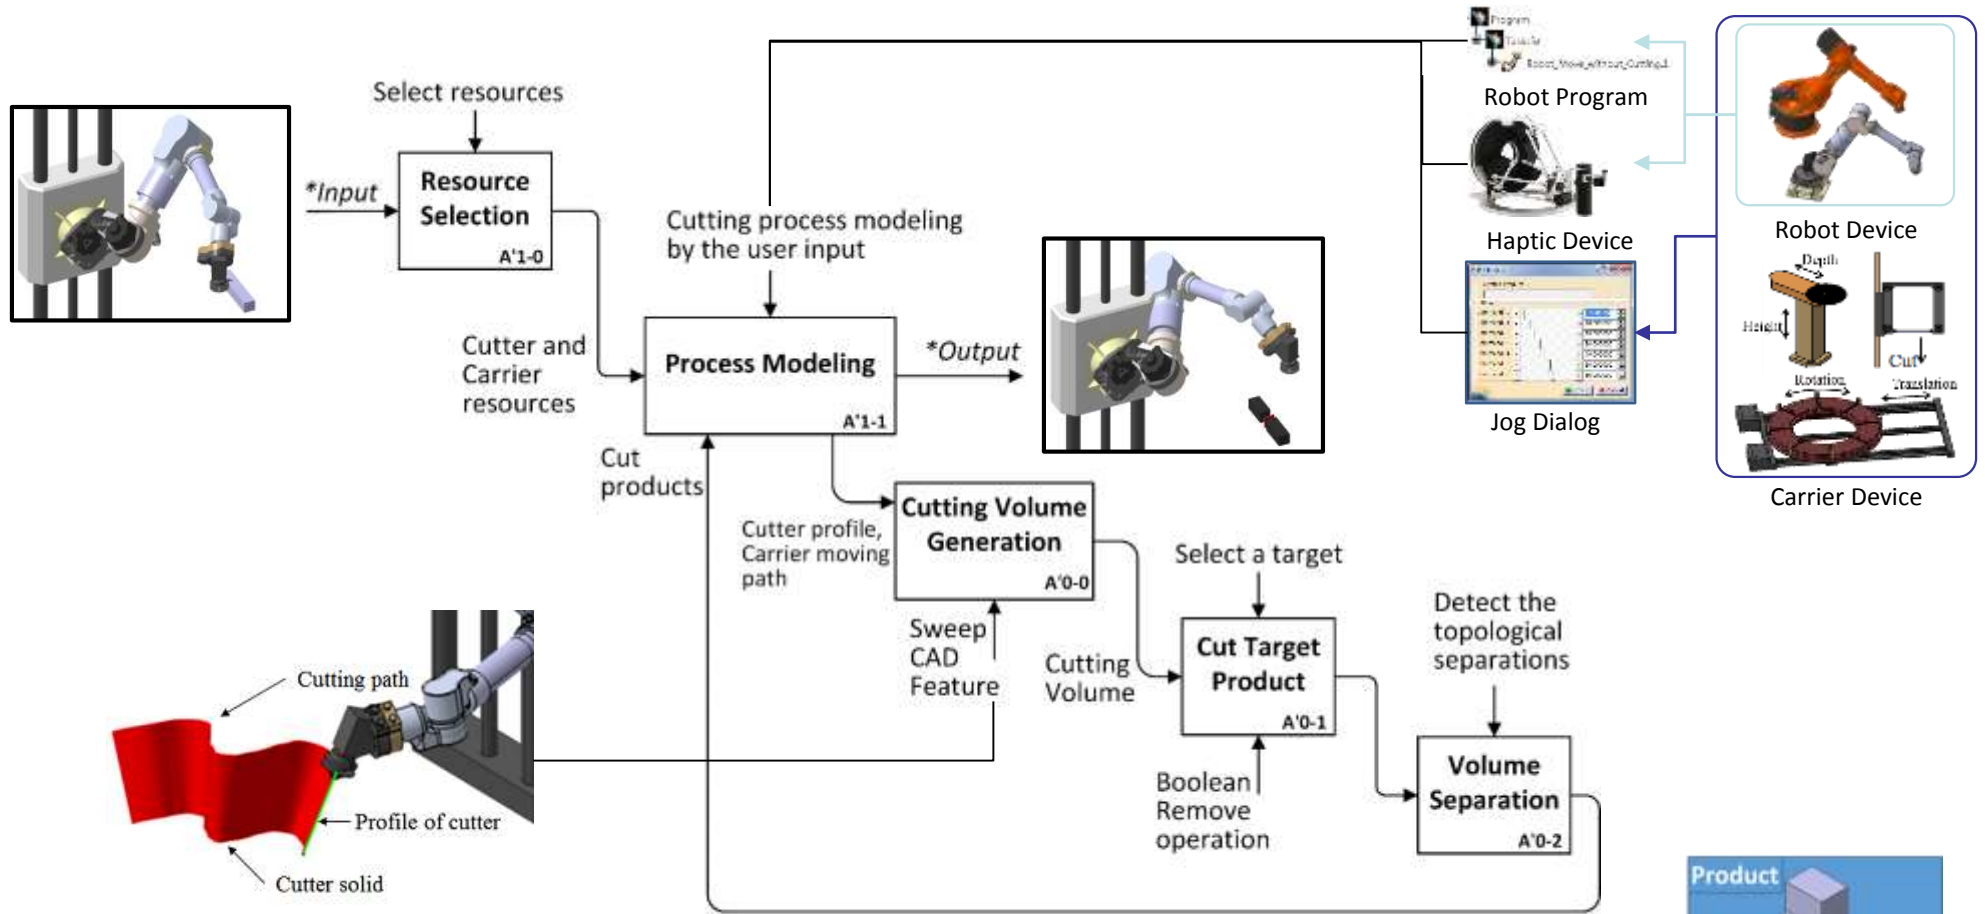 Program
Robot Program
Select resources
*Input
Resource
Selection
A'1-0
Cutting process modeling
by the user input
Haptic Device
Robot Device
Depth
Height
Cut
Rotation
Translation
Carrier Device
Jog Dialog
Cutter and
Carrier
resources
Process Modeling
A'1-1
*Output
Cut
products
Cutter profile,
Carrier moving
path
Cutting Volume
Generation
A'0-0
Sweep
CAD
Feature
Select a target
Cutting
Volume
Cut Target
Product
A'0-1
Boolean
Remove
operation
Detect the
topological
separations
Volume
Separation
A'0-2
Cutting path
Profile of cutter
Cutter solid
Product